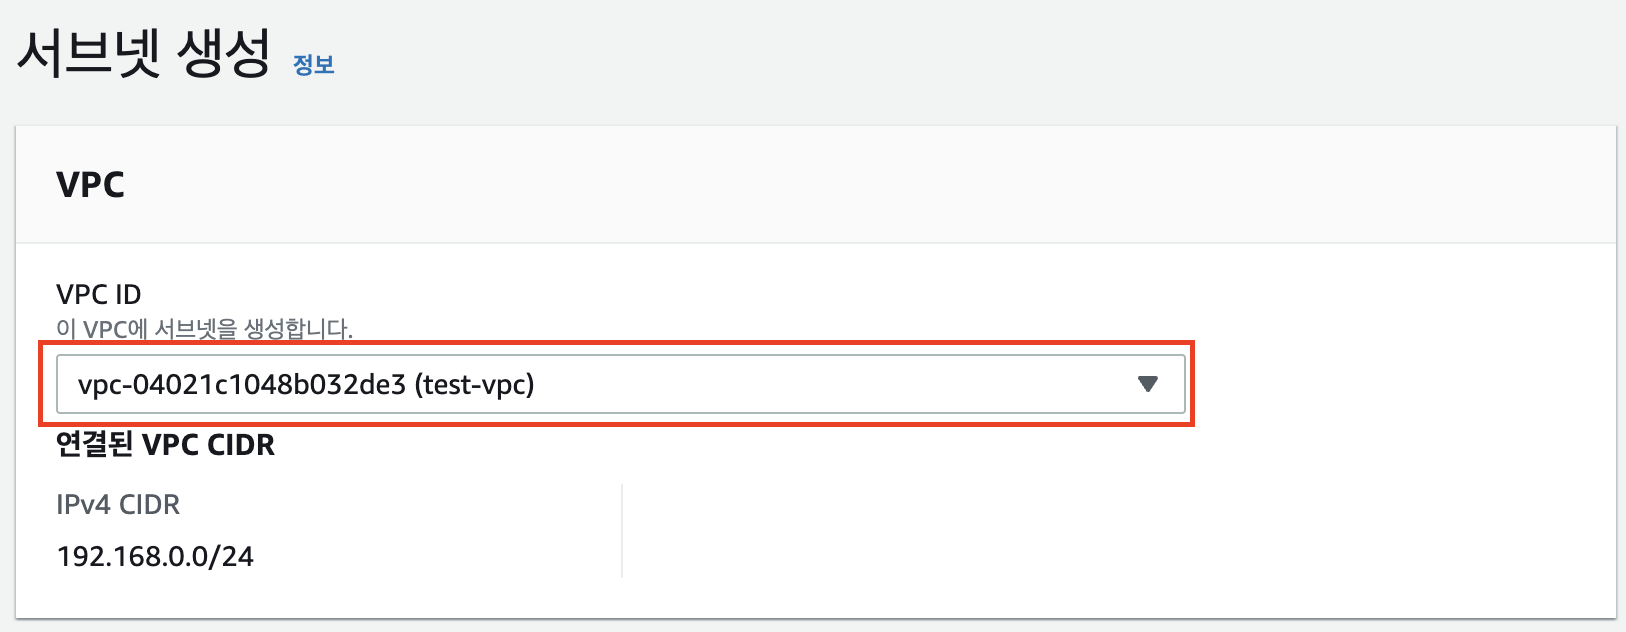 서브넷 생성 정보
VPC
VPC ID
이 VPC에 서브넷을 생성합니다.
vpc-04021c1048b032de3 (test-vpc)
연결된 VPC CIDR
IPv4 CIDR
192.168.0.0/24